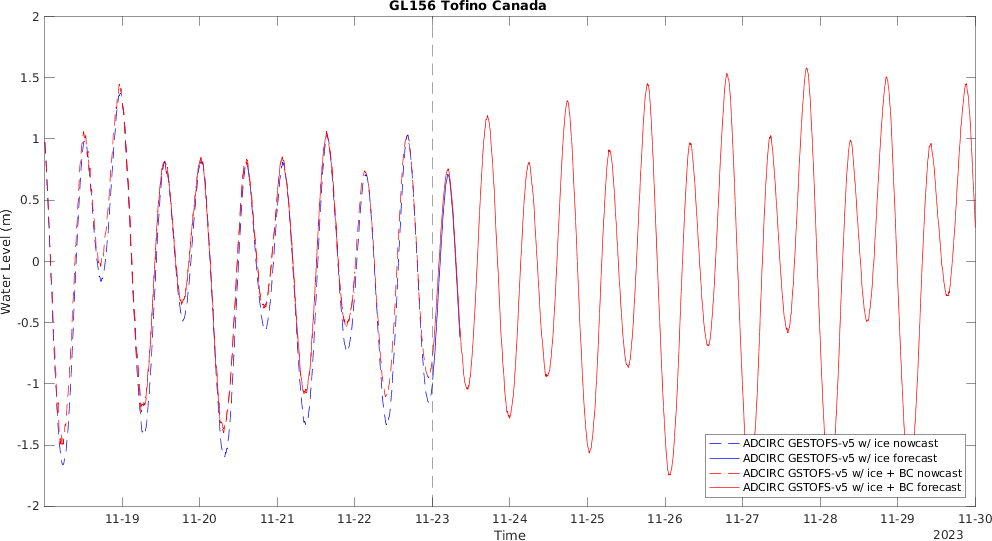 GL156 Tofino Canada
2
1.5
1
0.5
0
-0.5
-1
-1.5
-2
Water Level (m)
ADCIRC GESTOFS-v5 w/ ice nowcast
ADCIRC GESTOFS-v5 w/ ice forecast
ADCIRC GSTOFS-v5 w/ ice + BC nowcast
ADCIRC GSTOFS-v5 w/ ice + BC forecast
11-19 11-20 11-21 11-22 11-23 11-24 11-25 11-26 11-27 11-28 11-29 11-30
Time
2023